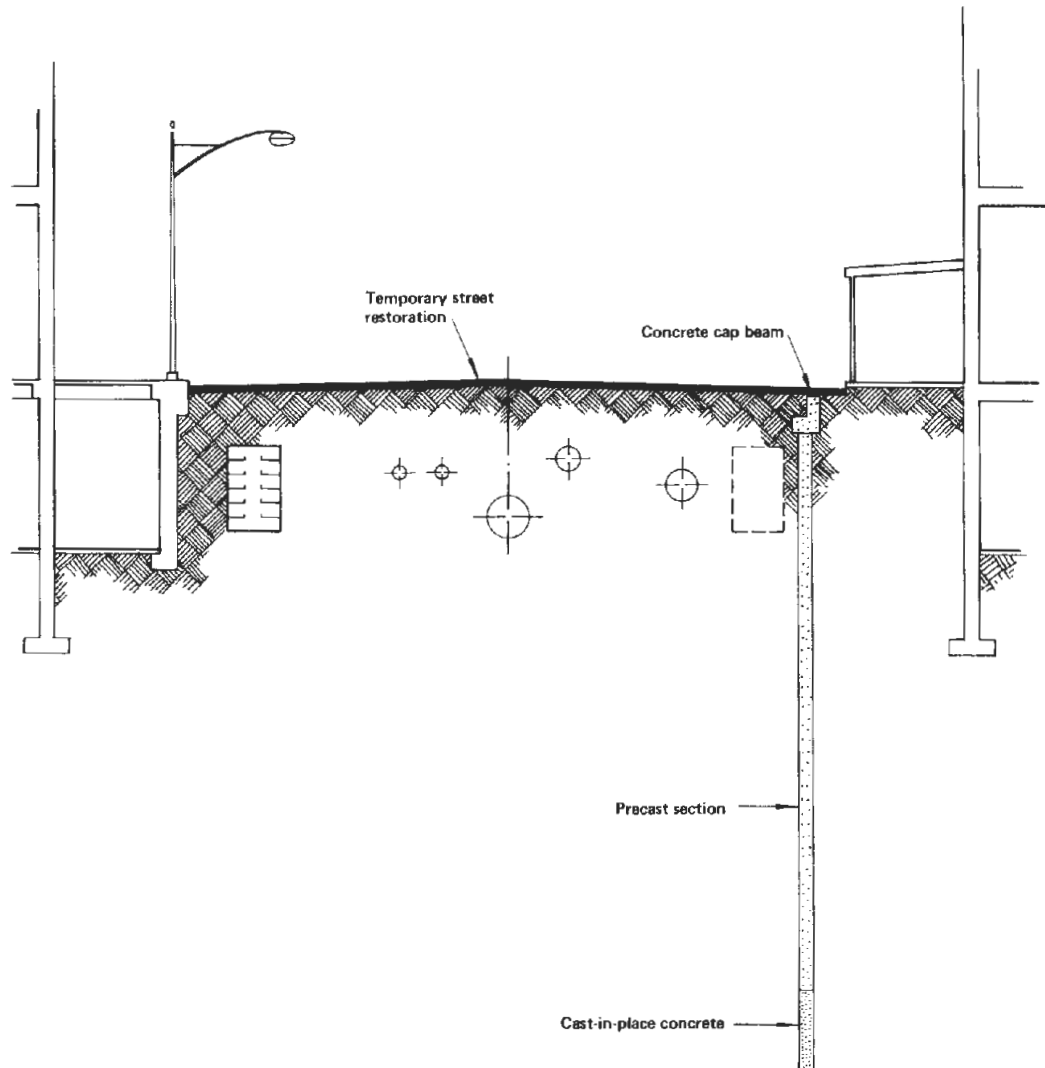 Temporary street
restoration
Concrete cap beam
Precast section
Cast-in-place concrete